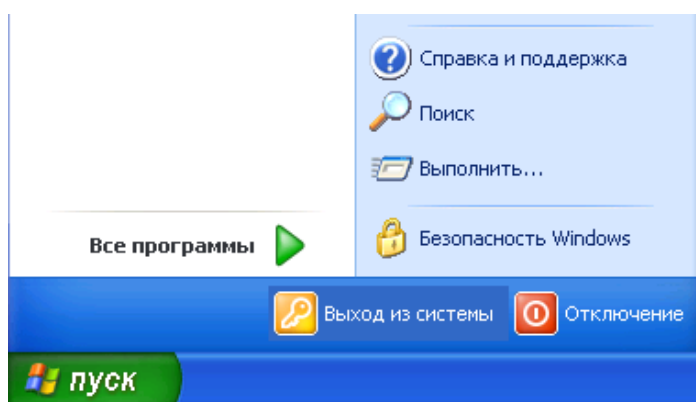 Справка и поддержка
Поиск
Выполнить...
Все программы
Безопасность Windows
Выход из системы
Отключение
пуск